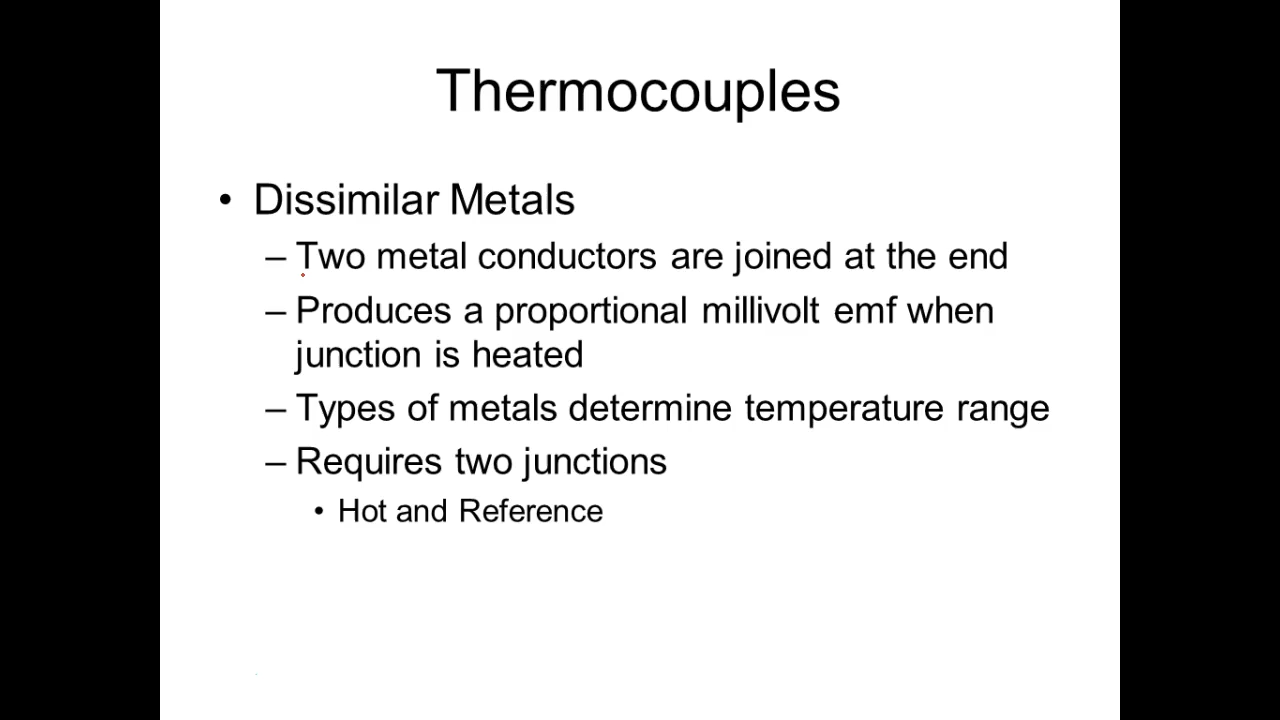 Thermocouples
• Dissimilar Metals
– Two metal conductors are joined at the end
– Produces a proportional millivolt emf when
junction is heated
– Types of metals determine temperature range
– Requires two junctions
• Hot and Reference